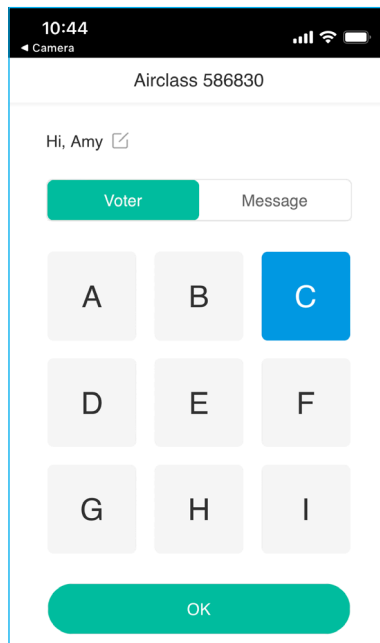 10:44
◀ Camera
Airclass 586830
Hi, Amy
Voter Message
A B C
D E F
G H I
OK